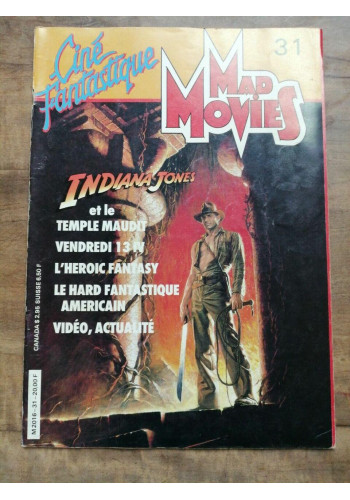 Ciné
Fantastique
31
MAD
MOVIES
INDIANA JONES
et le
TEMPLE MAUDIT
VENDREDI 13 IV
L'HEROIC FANTASY
LE HARD FANTASTIQUE
AMERICAIN
VIDÉO, ACTUALITÉ
CANADA $ 2,95 SUISSE 6,50 F
M.2016-31-20,00 F